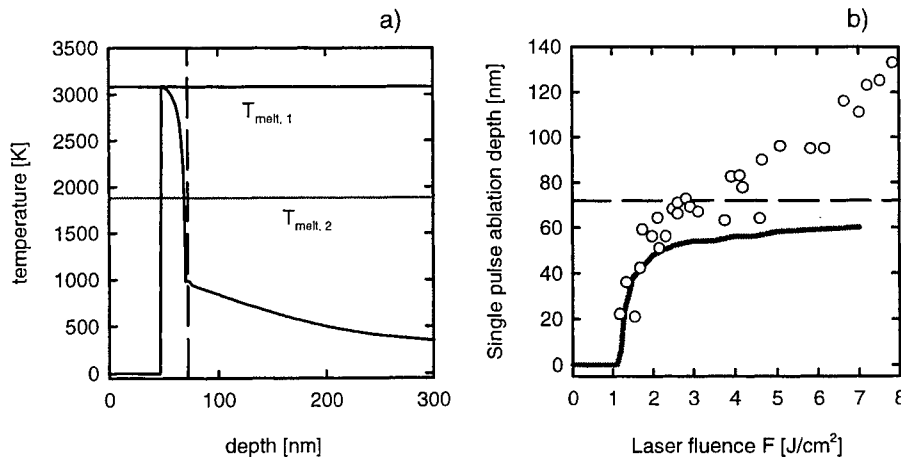 a)
3500
3000
2500
2000
1500
1000
500
0
temperature [K]
T melt, 1
T melt, 2
0
100
200
300
depth [nm]
b)
140
120
100
80
60
40
20
0
Single pulse ablation depth [nm]
0 1 2 3 4 5 6 7 8
Laser fluence F [J/cm²]